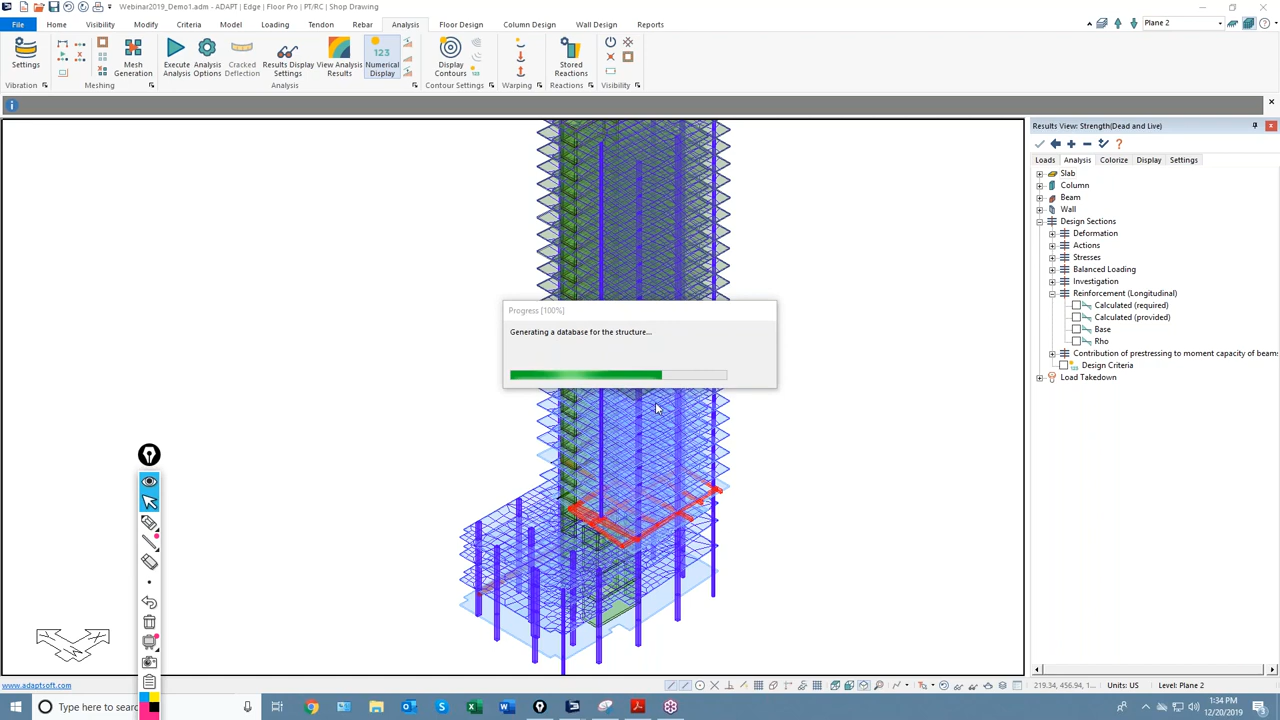 Webinar2019_Demo1.adm - ADAPT | Edge | Floor Pro | PT/RC | Shop Drawing
File Home Visibility Modify Criteria Loading Tendon Model Rebar Analysis Floor Design Column Design Wall Design Reports
Plane 2
Settings
Mesh Generation
Execute Analysis
Analysis Options
Cracked Deflection
Results Display Settings
View Analysis Results
Numerical Display
Display Contours
Stored Reactions
Vibration Meshing Analysis Contour Settings Warping Reactions Visibility
Results View: Strength(Dead and Live)
Loads Analysis Colorize Display Settings
Slab
Column
Beam
Wall
Design Sections
Deformation
Actions
Stresses
Balanced Loading
Investigation
Reinforcement (Longitudinal)
Calculated (required)
Calculated (provided)
Base
Rho
Contribution of prestressing to moment capacity of beams
Design Criteria
Load Takedown
Progress [100%]
Generating a database for the structure...
www.adaptsoft.com
219.34, 456.94, 1... Units: US Level: Plane 2
Type here to search
1:34 PM
12/20/2019